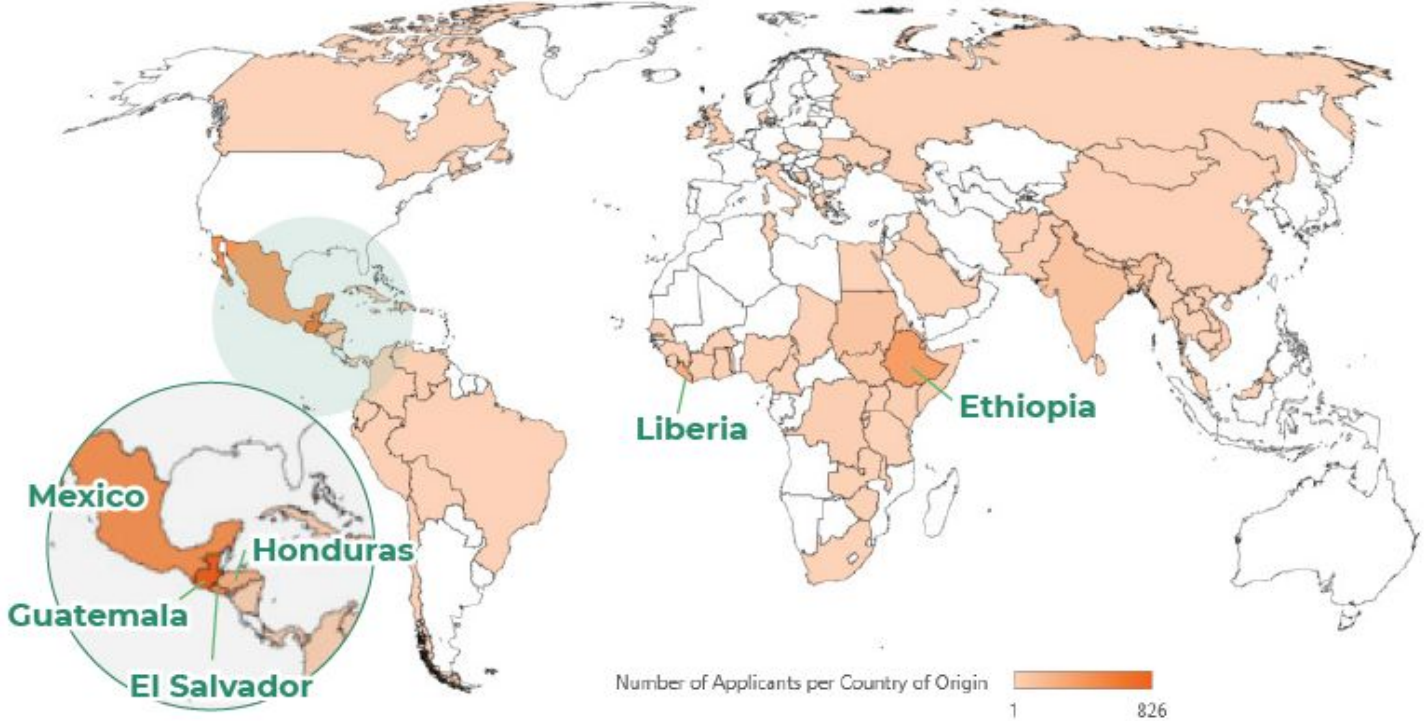 Liberia
Ethiopia
Mexico
Honduras
Guatemala
El Salvador
Number of Applicants per Country of Origin
1 826